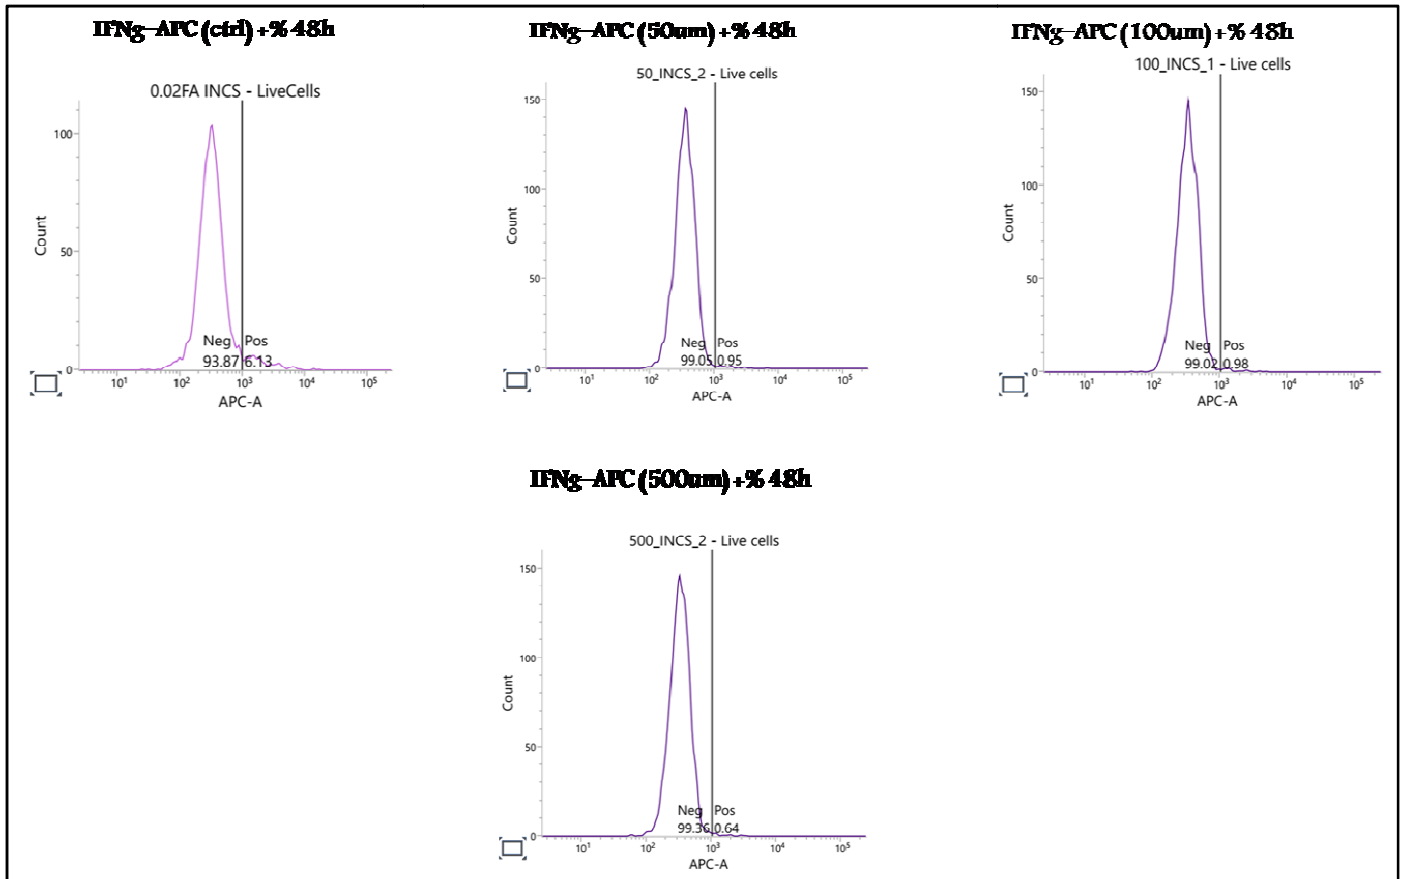 IFNg-APC (ctrl) +% 48h
0.02FA INCS - LiveCells
100
50
0
Count
Neg Pos
93.87 6.13
10¹ 10² 10³ 10⁴ 10⁵
APC-A
IFNg-APC (50um) +% 48h
50_INCS_2 - Live cells
150
100
50
0
Count
Neg Pos
99.05 0.95
10¹ 10² 10³ 10⁴ 10⁵
APC-A
IFNg-APC (100um) +% 48h
100_INCS_1 - Live cells
150
100
50
0
Count
Neg Pos
99.02 0.98
10¹ 10² 10³ 10⁴ 10⁵
APC-A
IFNg-APC (500um) +% 48h
500_INCS_2 - Live cells
150
100
50
0
Count
Neg Pos
99.36 0.64
10¹ 10² 10³ 10⁴ 10⁵
APC-A